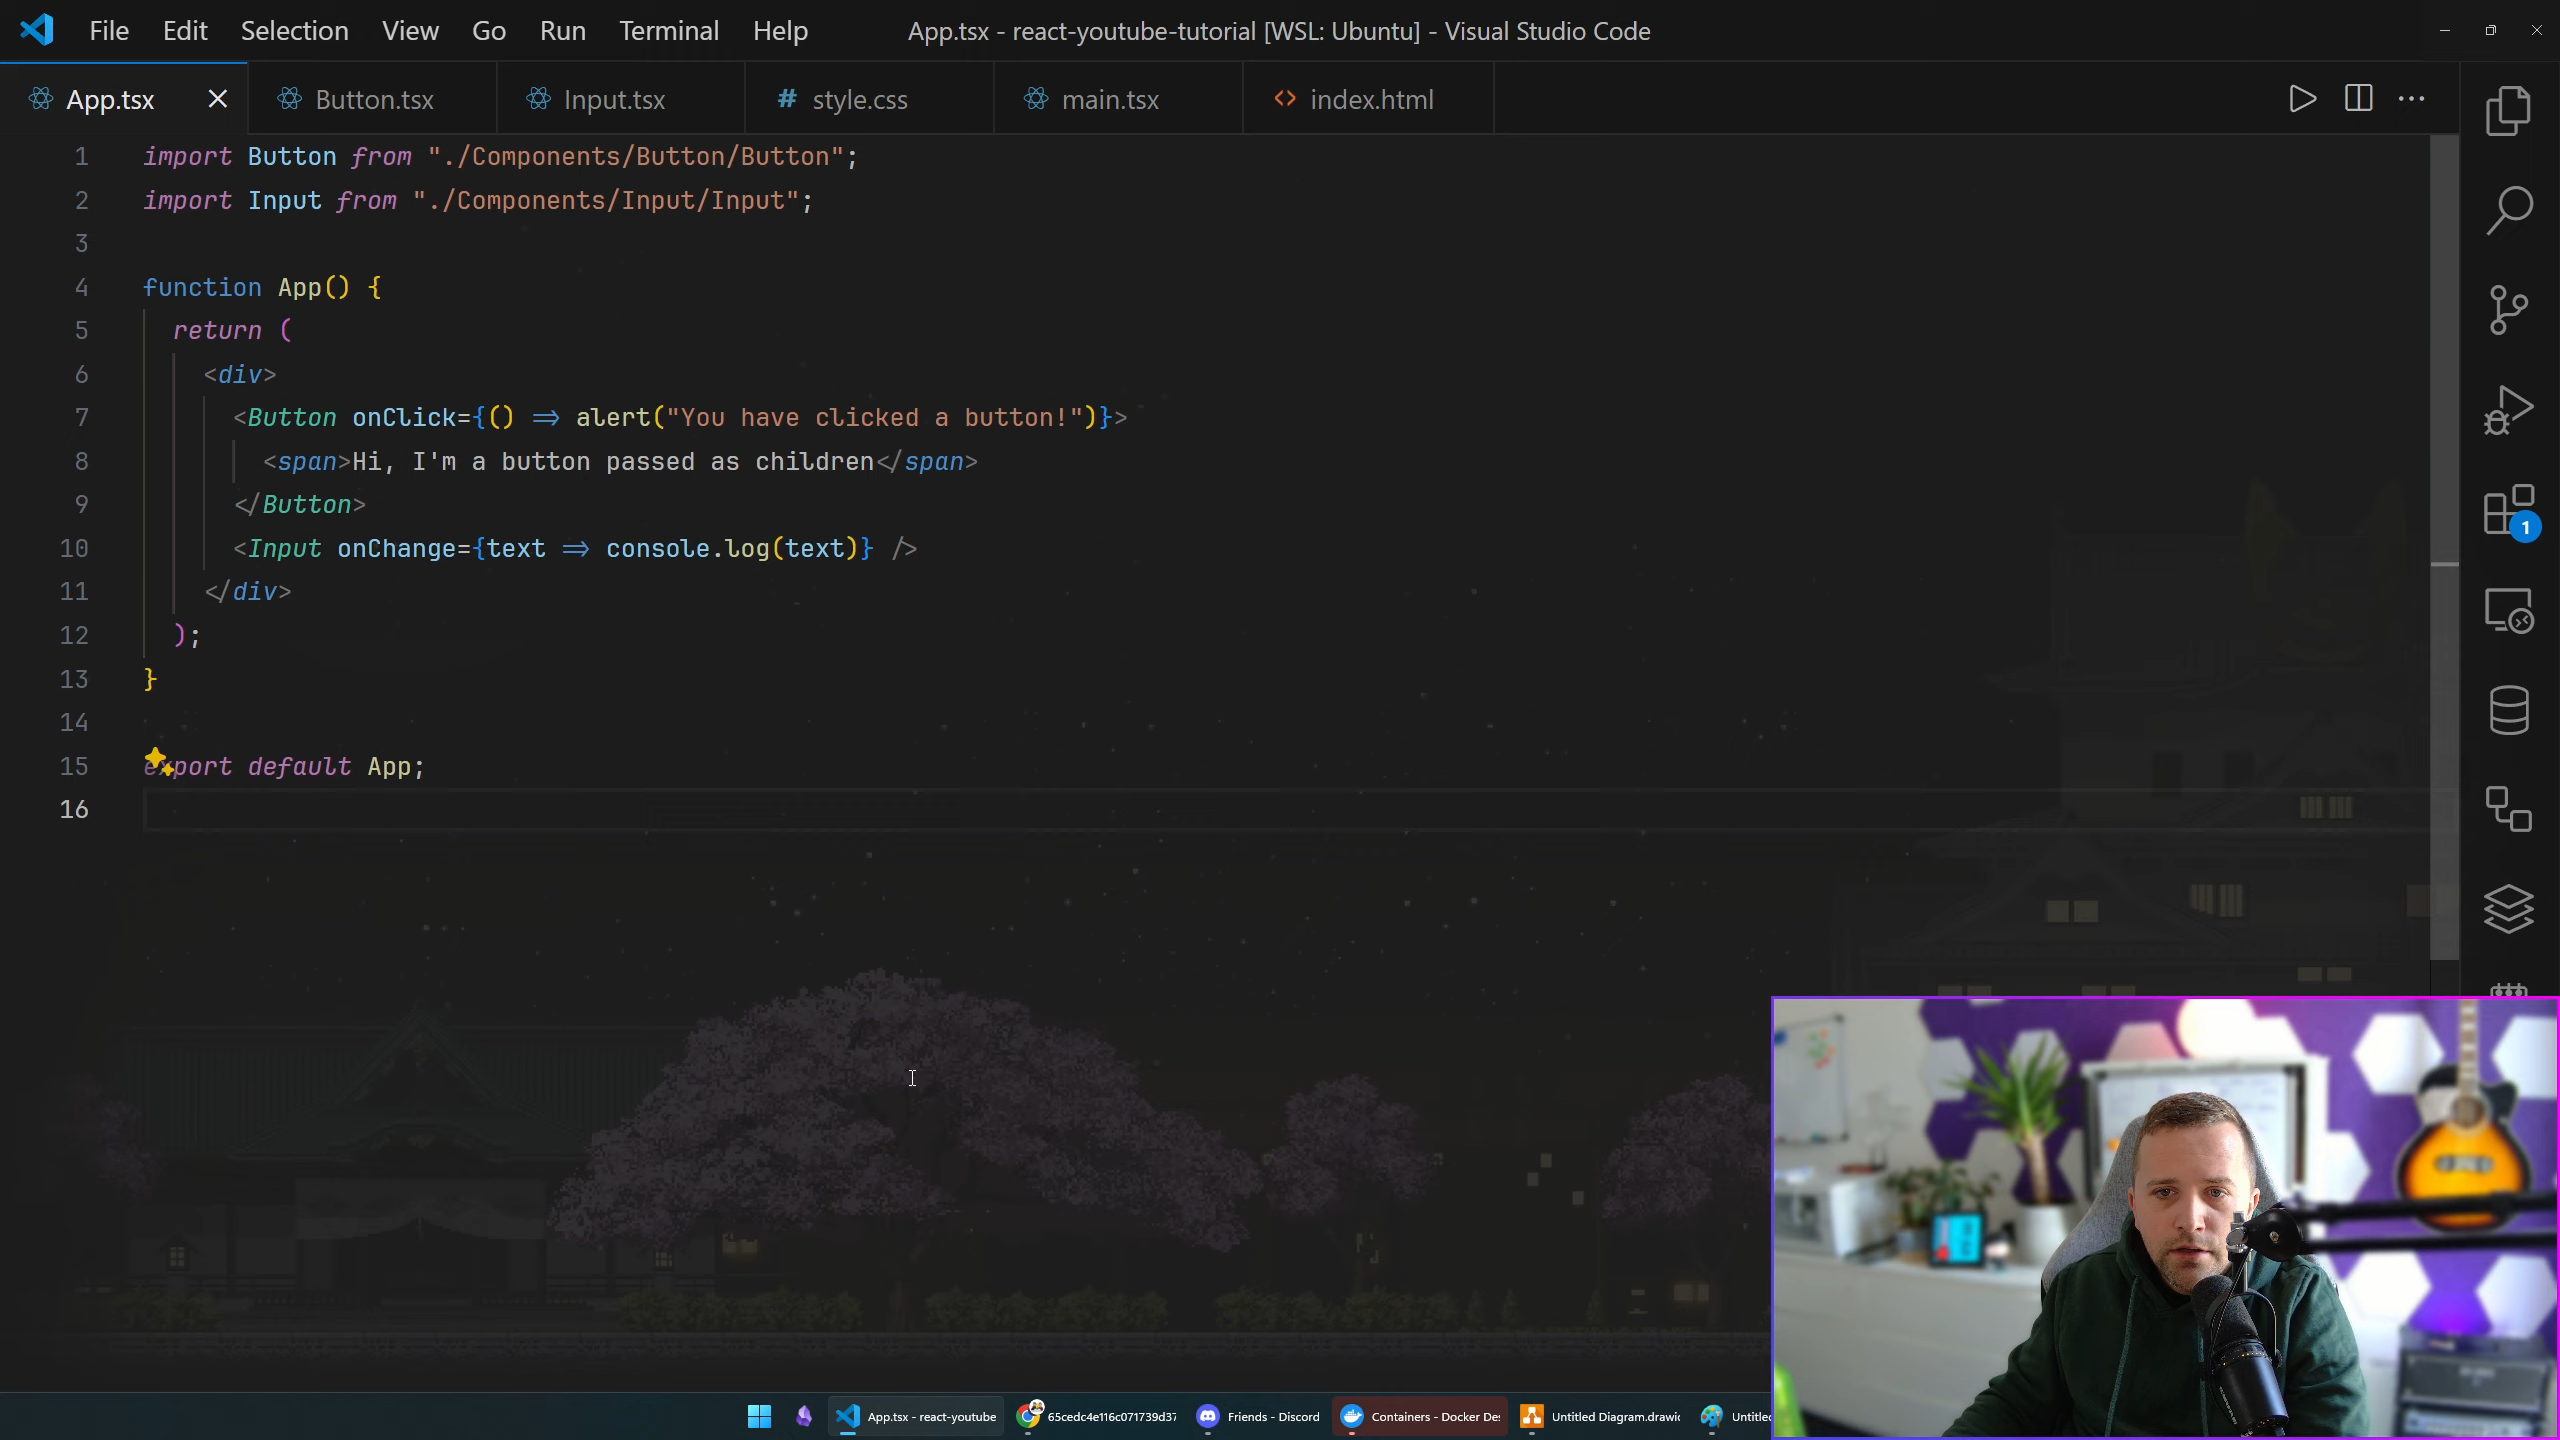 File Edit Selection View Go Run Terminal Help App.tsx - react-youtube-tutorial [WSL: Ubuntu] - Visual Studio Code
App.tsx Button.tsx Input.tsx # style.css main.tsx <> index.html
1 import Button from "./Components/Button/Button";
2 import Input from "./Components/Input/Input";
3
4 function App() {
5 return (
6 <div>
7 <Button onClick={() => alert("You have clicked a button!")}>
8 <span>Hi, I'm a button passed as children</span>
9 </Button>
10 <Input onChange={text => console.log(text)} />
11 </div>
12 );
13 }
14
15 export default App;
16
1
App.tsx - react-youtube 65cedc4e116c071739d37 Friends - Discord Containers - Docker De Untitled Diagram.drawi Untitle